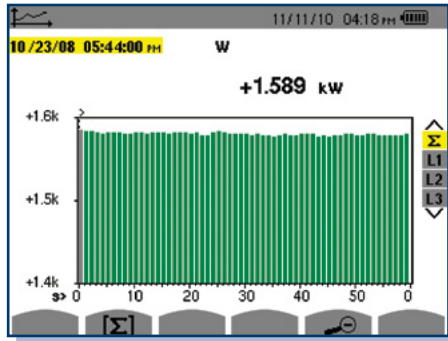 11/11/10 04:18 PM
10/23/08 05:44:00 PM W
+1.589 kW
+1.6k
Σ
L1
+1.5k
L2
L3
+1.4k
s> 0 10 20 30 40 50 0
[Σ]